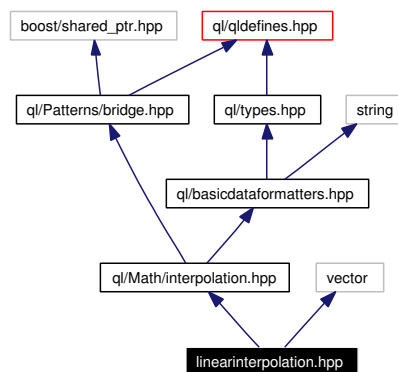 boost/shared_ptr.hpp
ql/qldefines.hpp
ql/Patterns/bridge.hpp
ql/types.hpp
string
ql/basicdataformatters.hpp
ql/Math/interpolation.hpp
vector
linearinterpolation.hpp